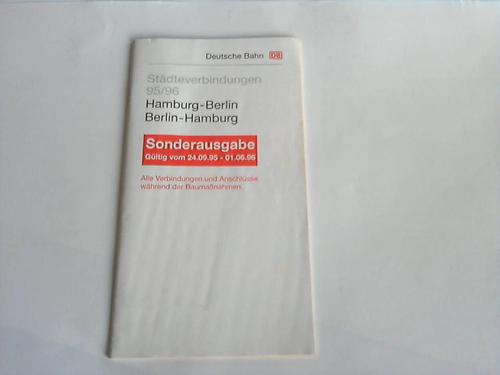 Deutsche Bahn DB
Städteverbindungen
95/96
Hamburg-Berlin
Berlin-Hamburg
Sonderausgabe
Gültig vom 24.09.95 - 01.06.96
Alle Verbindungen und Anschlüsse
während der Baumaßnahmen.